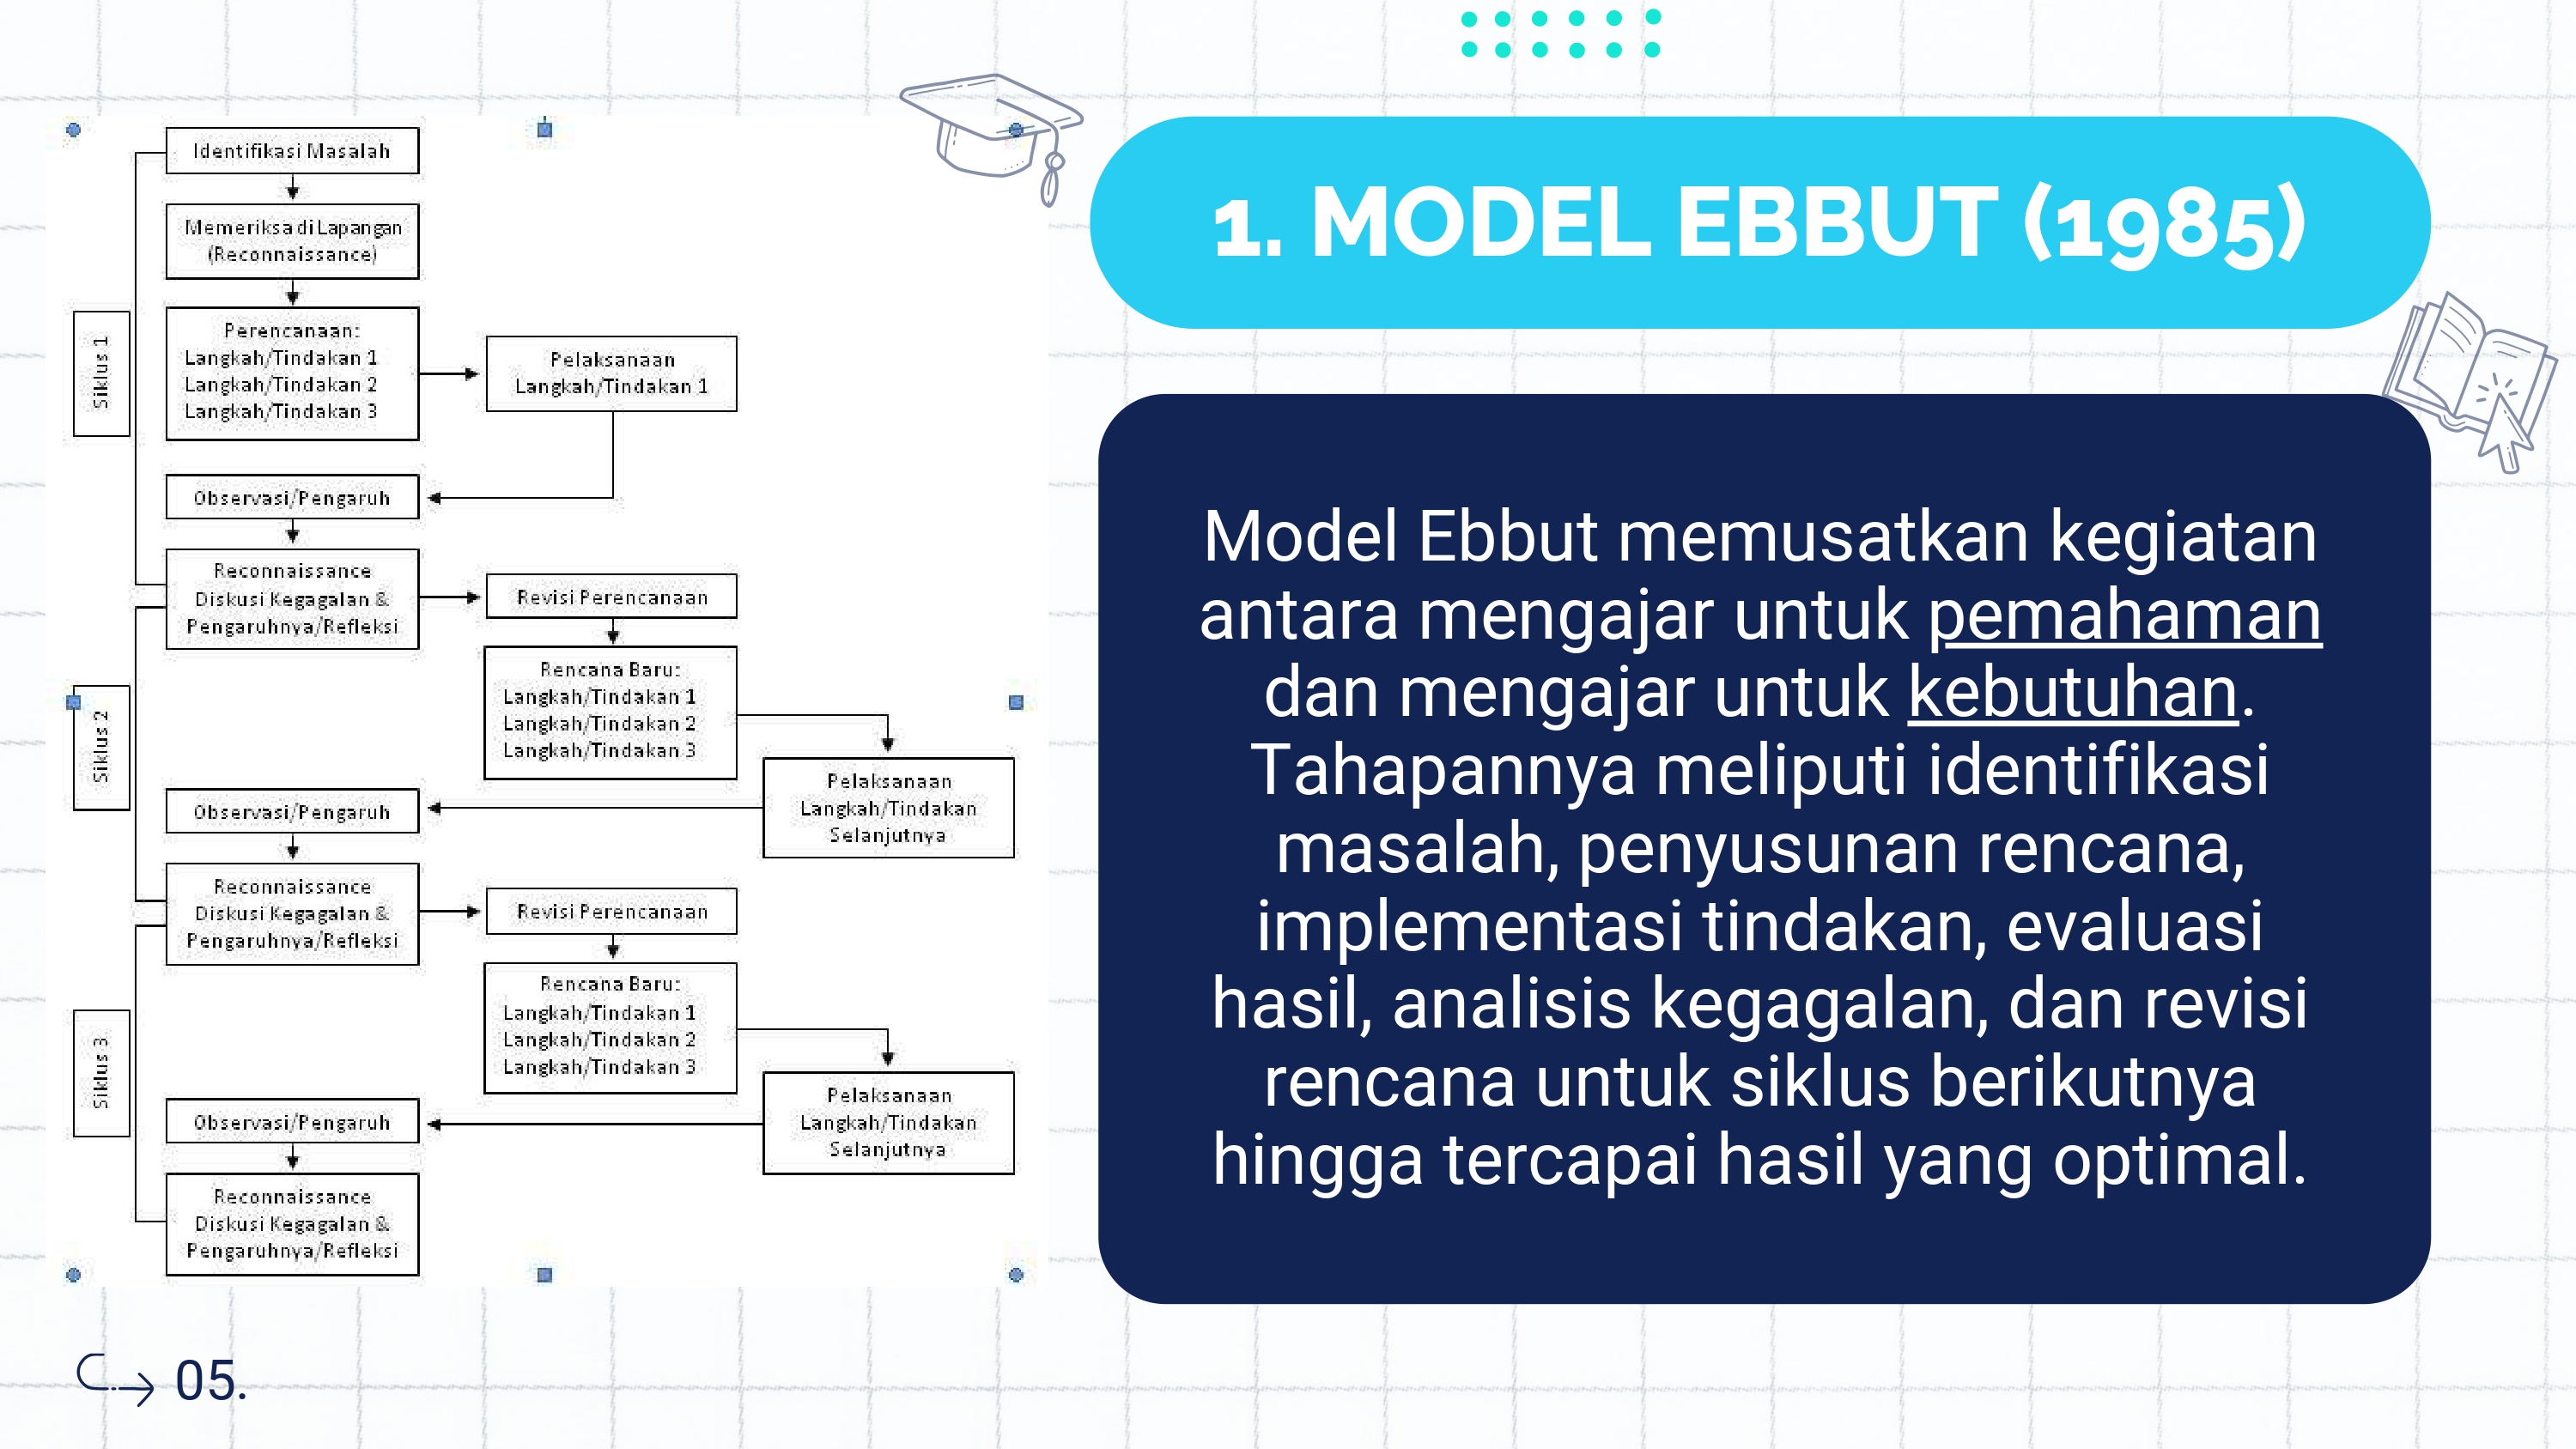 Identifikasi Masalah
Memeriksa di Lapangan
(Reconnaissance)
Siklus 1
Perencanaan:
Langkah/Tindakan 1
Langkah/Tindakan 2
Langkah/Tindakan 3
Pelaksanaan
Langkah/Tindakan 1
Observasi/Pengaruh
Reconnaissance
Diskusi Kegagalan &
Pengaruhnya/Refleksi
Revisi Perencanaan
Siklus 2
Rencana Baru:
Langkah/Tindakan 1
Langkah/Tindakan 2
Langkah/Tindakan 3
Pelaksanaan
Langkah/Tindakan
Selanjutnya
Observasi/Pengaruh
Reconnaissance
Diskusi Kegagalan &
Pengaruhnya/Refleksi
Revisi Perencanaan
Siklus 3
Rencana Baru:
Langkah/Tindakan 1
Langkah/Tindakan 2
Langkah/Tindakan 3
Pelaksanaan
Langkah/Tindakan
Selanjutnya
Observasi/Pengaruh
Reconnaissance
Diskusi Kegagalan &
Pengaruhnya/Refleksi
1. MODEL EBBUT (1985)
Model Ebbut memusatkan kegiatan
antara mengajar untuk pemahaman
dan mengajar untuk kebutuhan.
Tahapannya meliputi identifikasi
masalah, penyusunan rencana,
implementasi tindakan, evaluasi
hasil, analisis kegagalan, dan revisi
rencana untuk siklus berikutnya
hingga tercapai hasil yang optimal.
05.